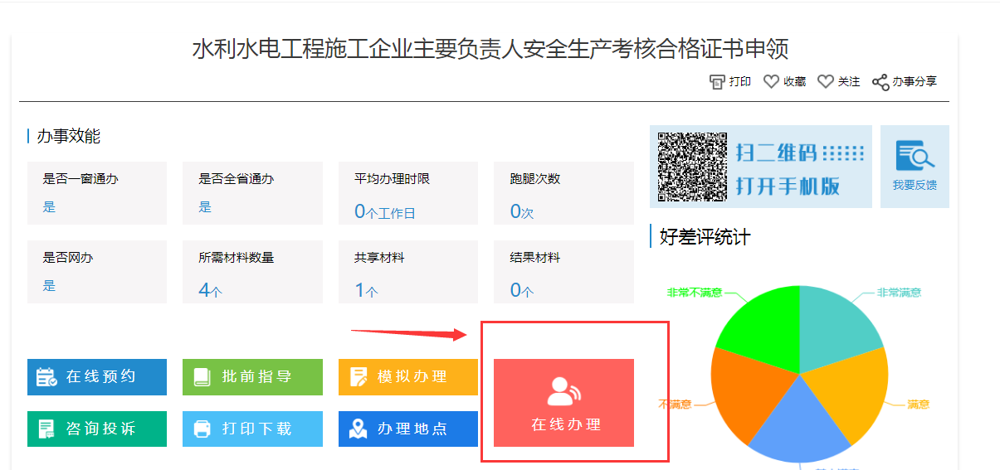 水利水电工程施工企业主要负责人安全生产考核合格证书申领
打印 收藏 关注 办事分享
办事效能
是否一窗通办 是否全省通办 平均办理时限 跑腿次数
是 是 0个工作日 0次
是否网办 所需材料数量 共享材料 结果材料
是 4个 1个 0个
在线预约 批前指导 模拟办理
咨询投诉 打印下载 办理地点
在线办理
扫二维码
打开手机版
我要反馈
好差评统计
非常不满意 非常满意
不满意 满意